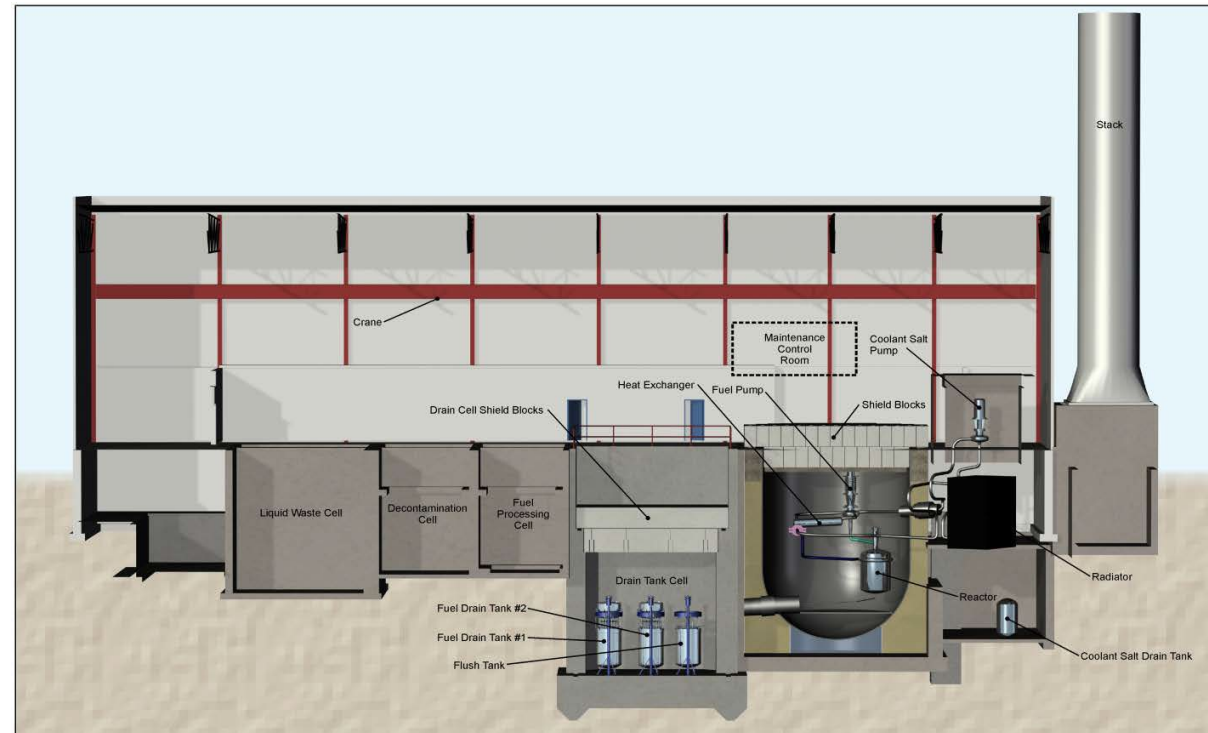 Stack
Crane
Maintenance
Control
Room
Coolant Salt
Pump
Heat Exchanger
Fuel Pump
Drain Cell Shield Blocks
Shield Blocks
Liquid Waste Cell
Decontamination
Cell
Fuel
Processing
Cell
Drain Tank Cell
Radiator
Reactor
Fuel Drain Tank #2
Fuel Drain Tank #1
Flush Tank
Coolant Salt Drain Tank